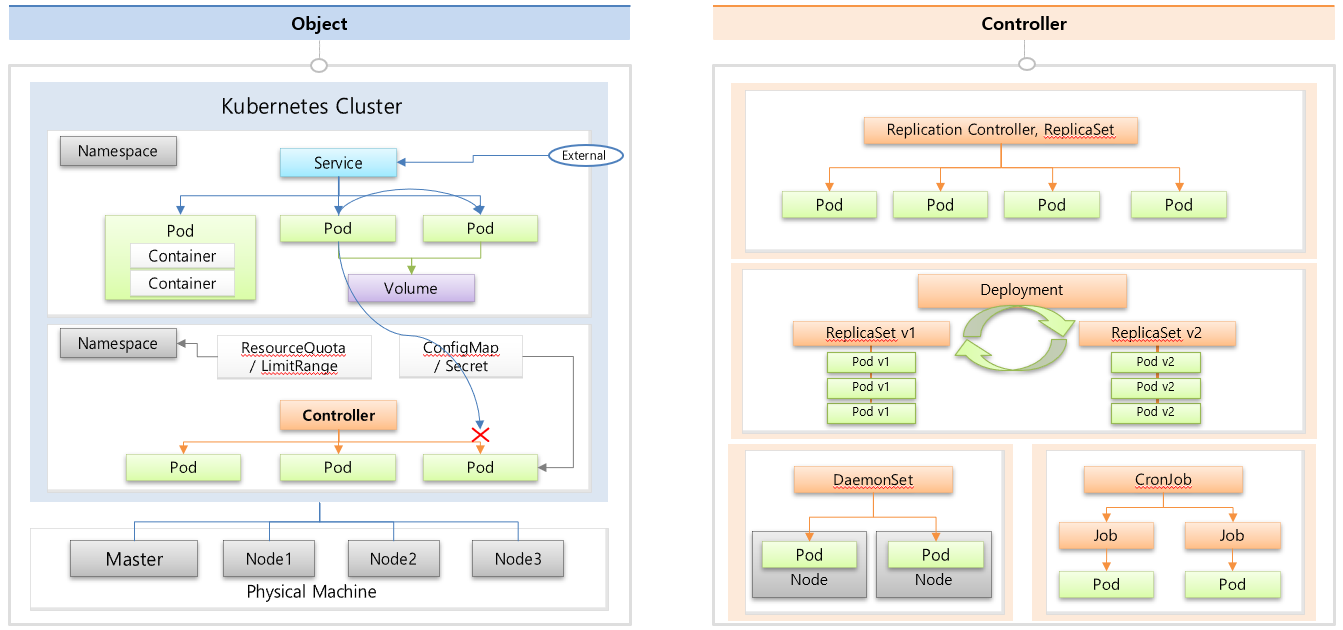 Object
Kubernetes Cluster
Namespace
Service
External
Pod
Container
Container
Pod
Pod
Volume
Namespace
ResourceQuota
/ LimitRange
ConfigMap
/ Secret
Controller
Pod
Pod
Pod
Master
Node1
Node2
Node3
Physical Machine
Controller
Replication Controller, ReplicaSet
Pod
Pod
Pod
Pod
Deployment
ReplicaSet v1
Pod v1
Pod v1
Pod v1
ReplicaSet v2
Pod v2
Pod v2
Pod v2
DaemonSet
Pod
Node
Pod
Node
CronJob
Job
Job
Pod
Pod